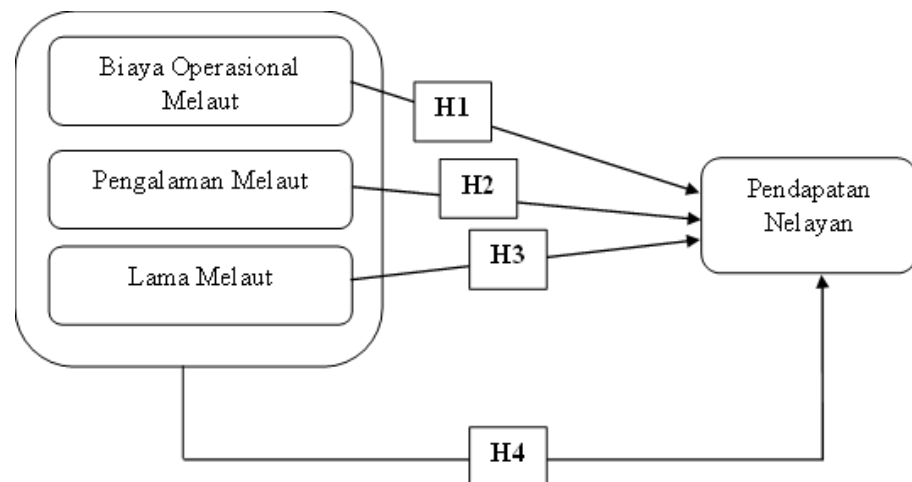 Biaya Operasional
Melaut
H1
Pengalaman Melaut
H2
Pendapatan
Nelayan
Lama Melaut
H3
H4